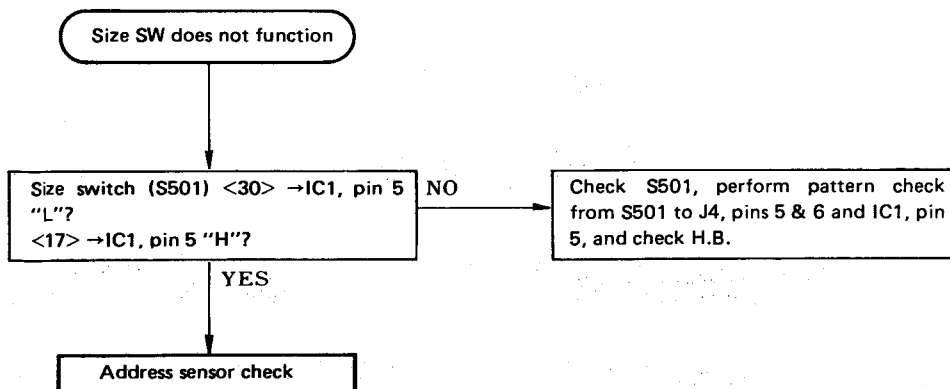 Size SW does not function
Size switch (S501) <30> →IC1, pin 5
"L"?
<17> →IC1, pin 5 "H"?
NO
Check S501, perform pattern check
from S501 to J4, pins 5 & 6 and IC1, pin
5, and check H.B.
YES
Address sensor check